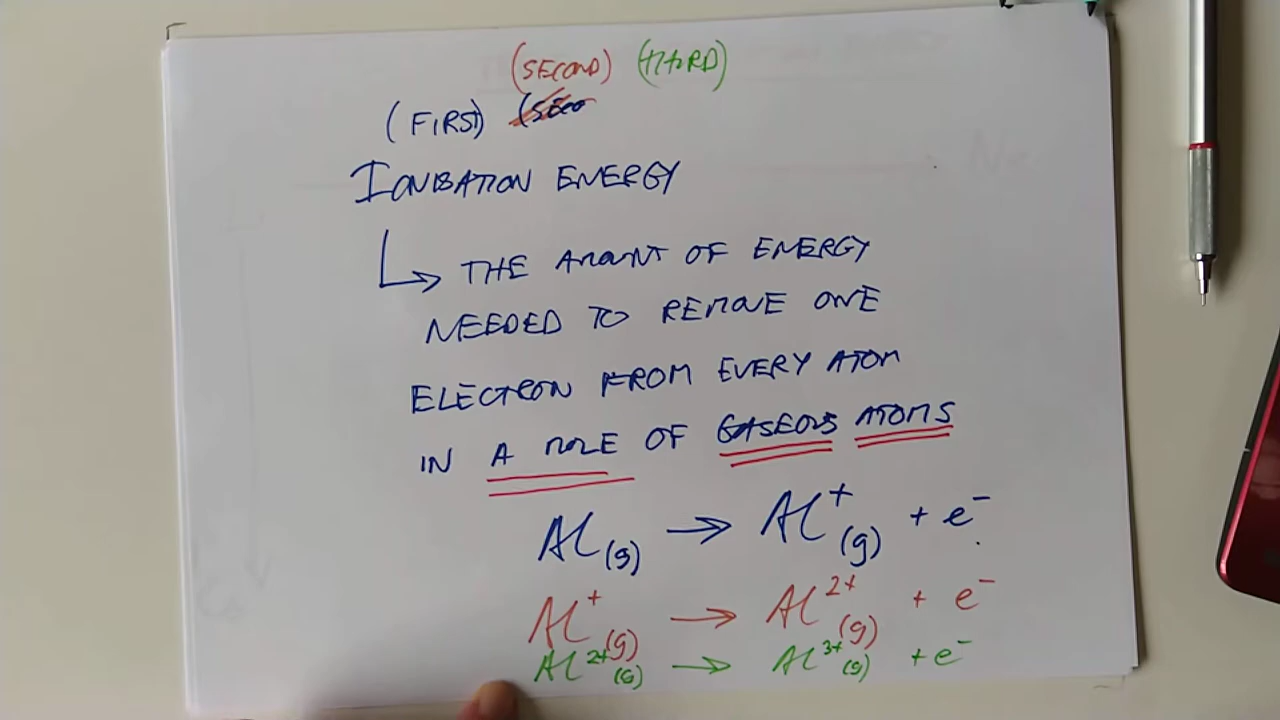 (SECOND) (THIRD)
(FIRST) (SECO
IONISATION ENERGY
↳ THE AMOUNT OF ENERGY
NEEDED TO REMOVE ONE
ELECTRON FROM EVERY ATOM
IN A MOLE OF GASEOUS ATOMS
Al(g) → Al⁺(g) + e⁻
Al⁺(g) → Al²⁺(g) + e⁻
Al²⁺(g) → Al³⁺(g) + e⁻